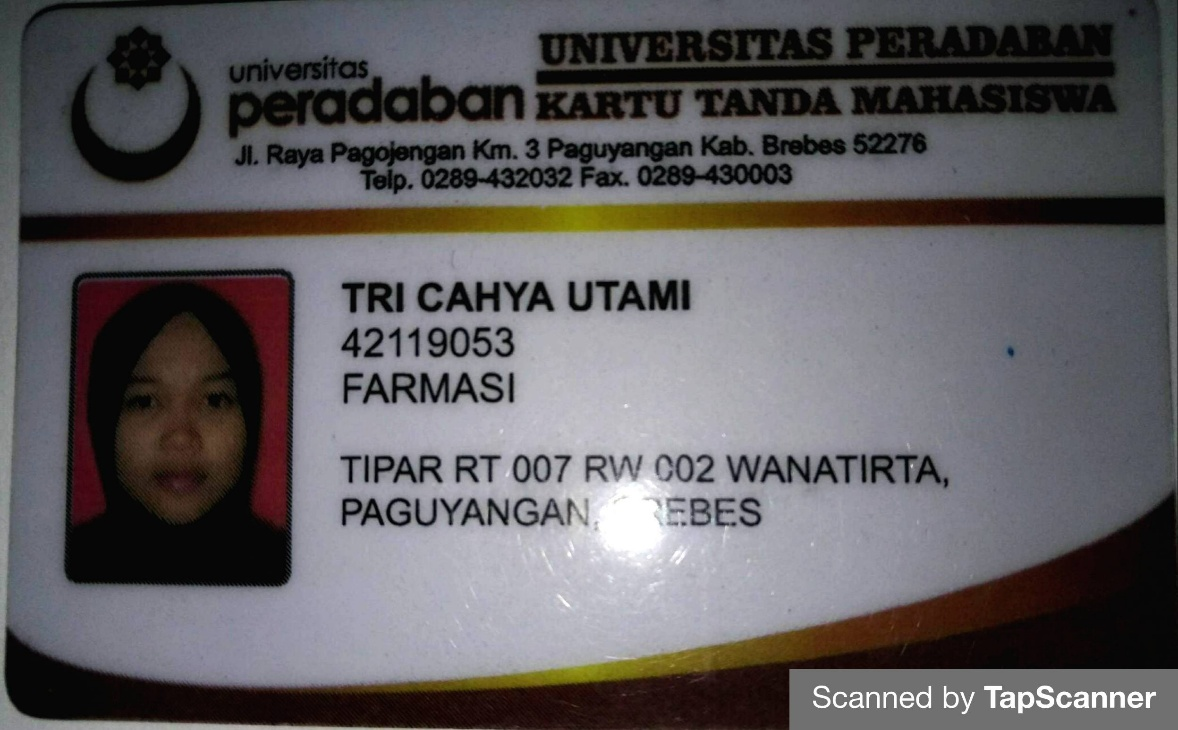 universitas
peradaban
UNIVERSITAS PERADABAN
KARTU TANDA MAHASISWA
Jl. Raya Pagojengan Km. 3 Paguyangan Kab. Brebes 52276
Telp. 0289-432032 Fax. 0289-430003
TRI CAHYA UTAMI
42119053
FARMASI
TIPAR RT 007 RW 002 WANATIRTA,
PAGUYANGAN,
Scanned by TapScanner